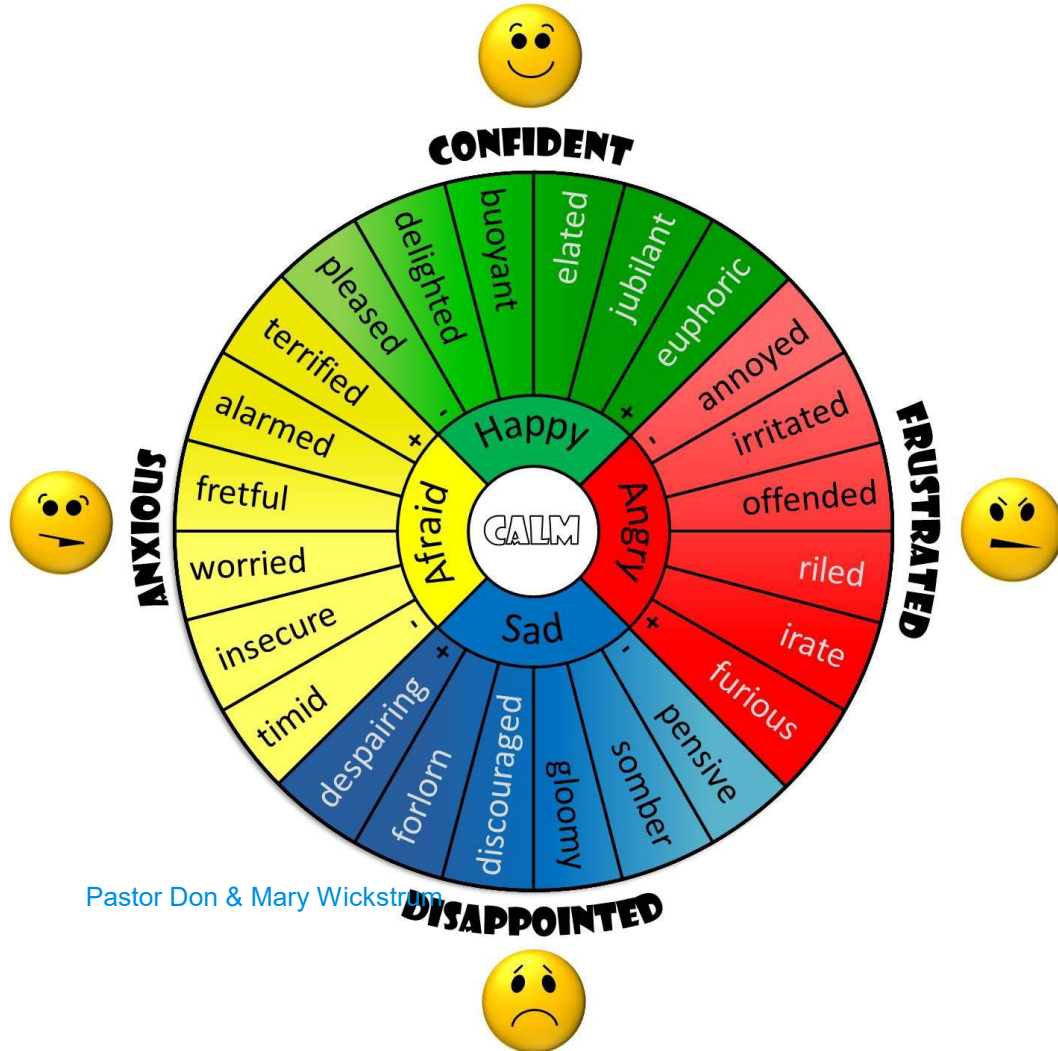 CONFIDENT
pleased
delighted
buoyant
elated
jubilant
euphoric
-
+
Happy
annoyed
irritated
offended
riled
irate
furious
-
+
Angry
FRUSTRATED
pensive
somber
gloomy
discouraged
forlorn
despairing
-
+
Sad
DISAPPOINTED
timid
insecure
worried
fretful
alarmed
terrified
-
+
Afraid
ANXIOUS
CALM
Pastor Don & Mary Wickstrum